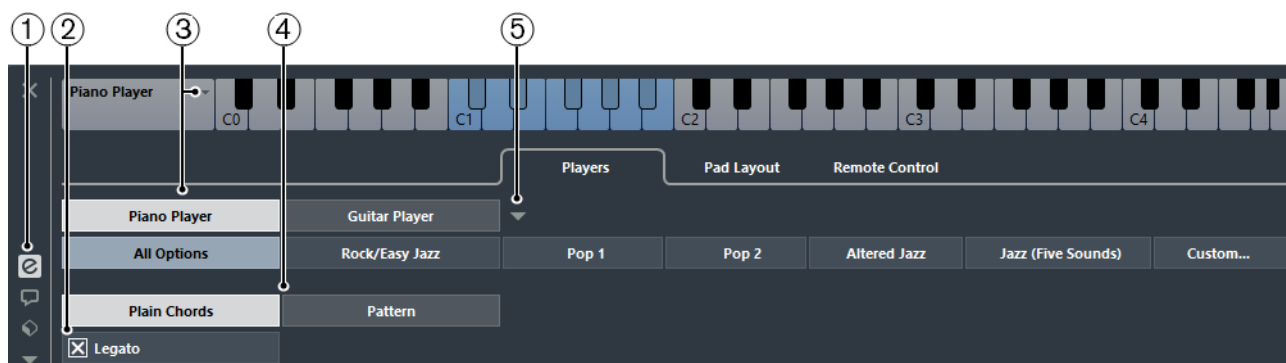 ① ② ③ ④ ⑤
Piano Player
C0 C1 C2 C3 C4
Players Pad Layout Remote Control
Piano Player Guitar Player
All Options Rock/Easy Jazz Pop 1 Pop 2 Altered Jazz Jazz (Five Sounds) Custom...
Plain Chords Pattern
Legato